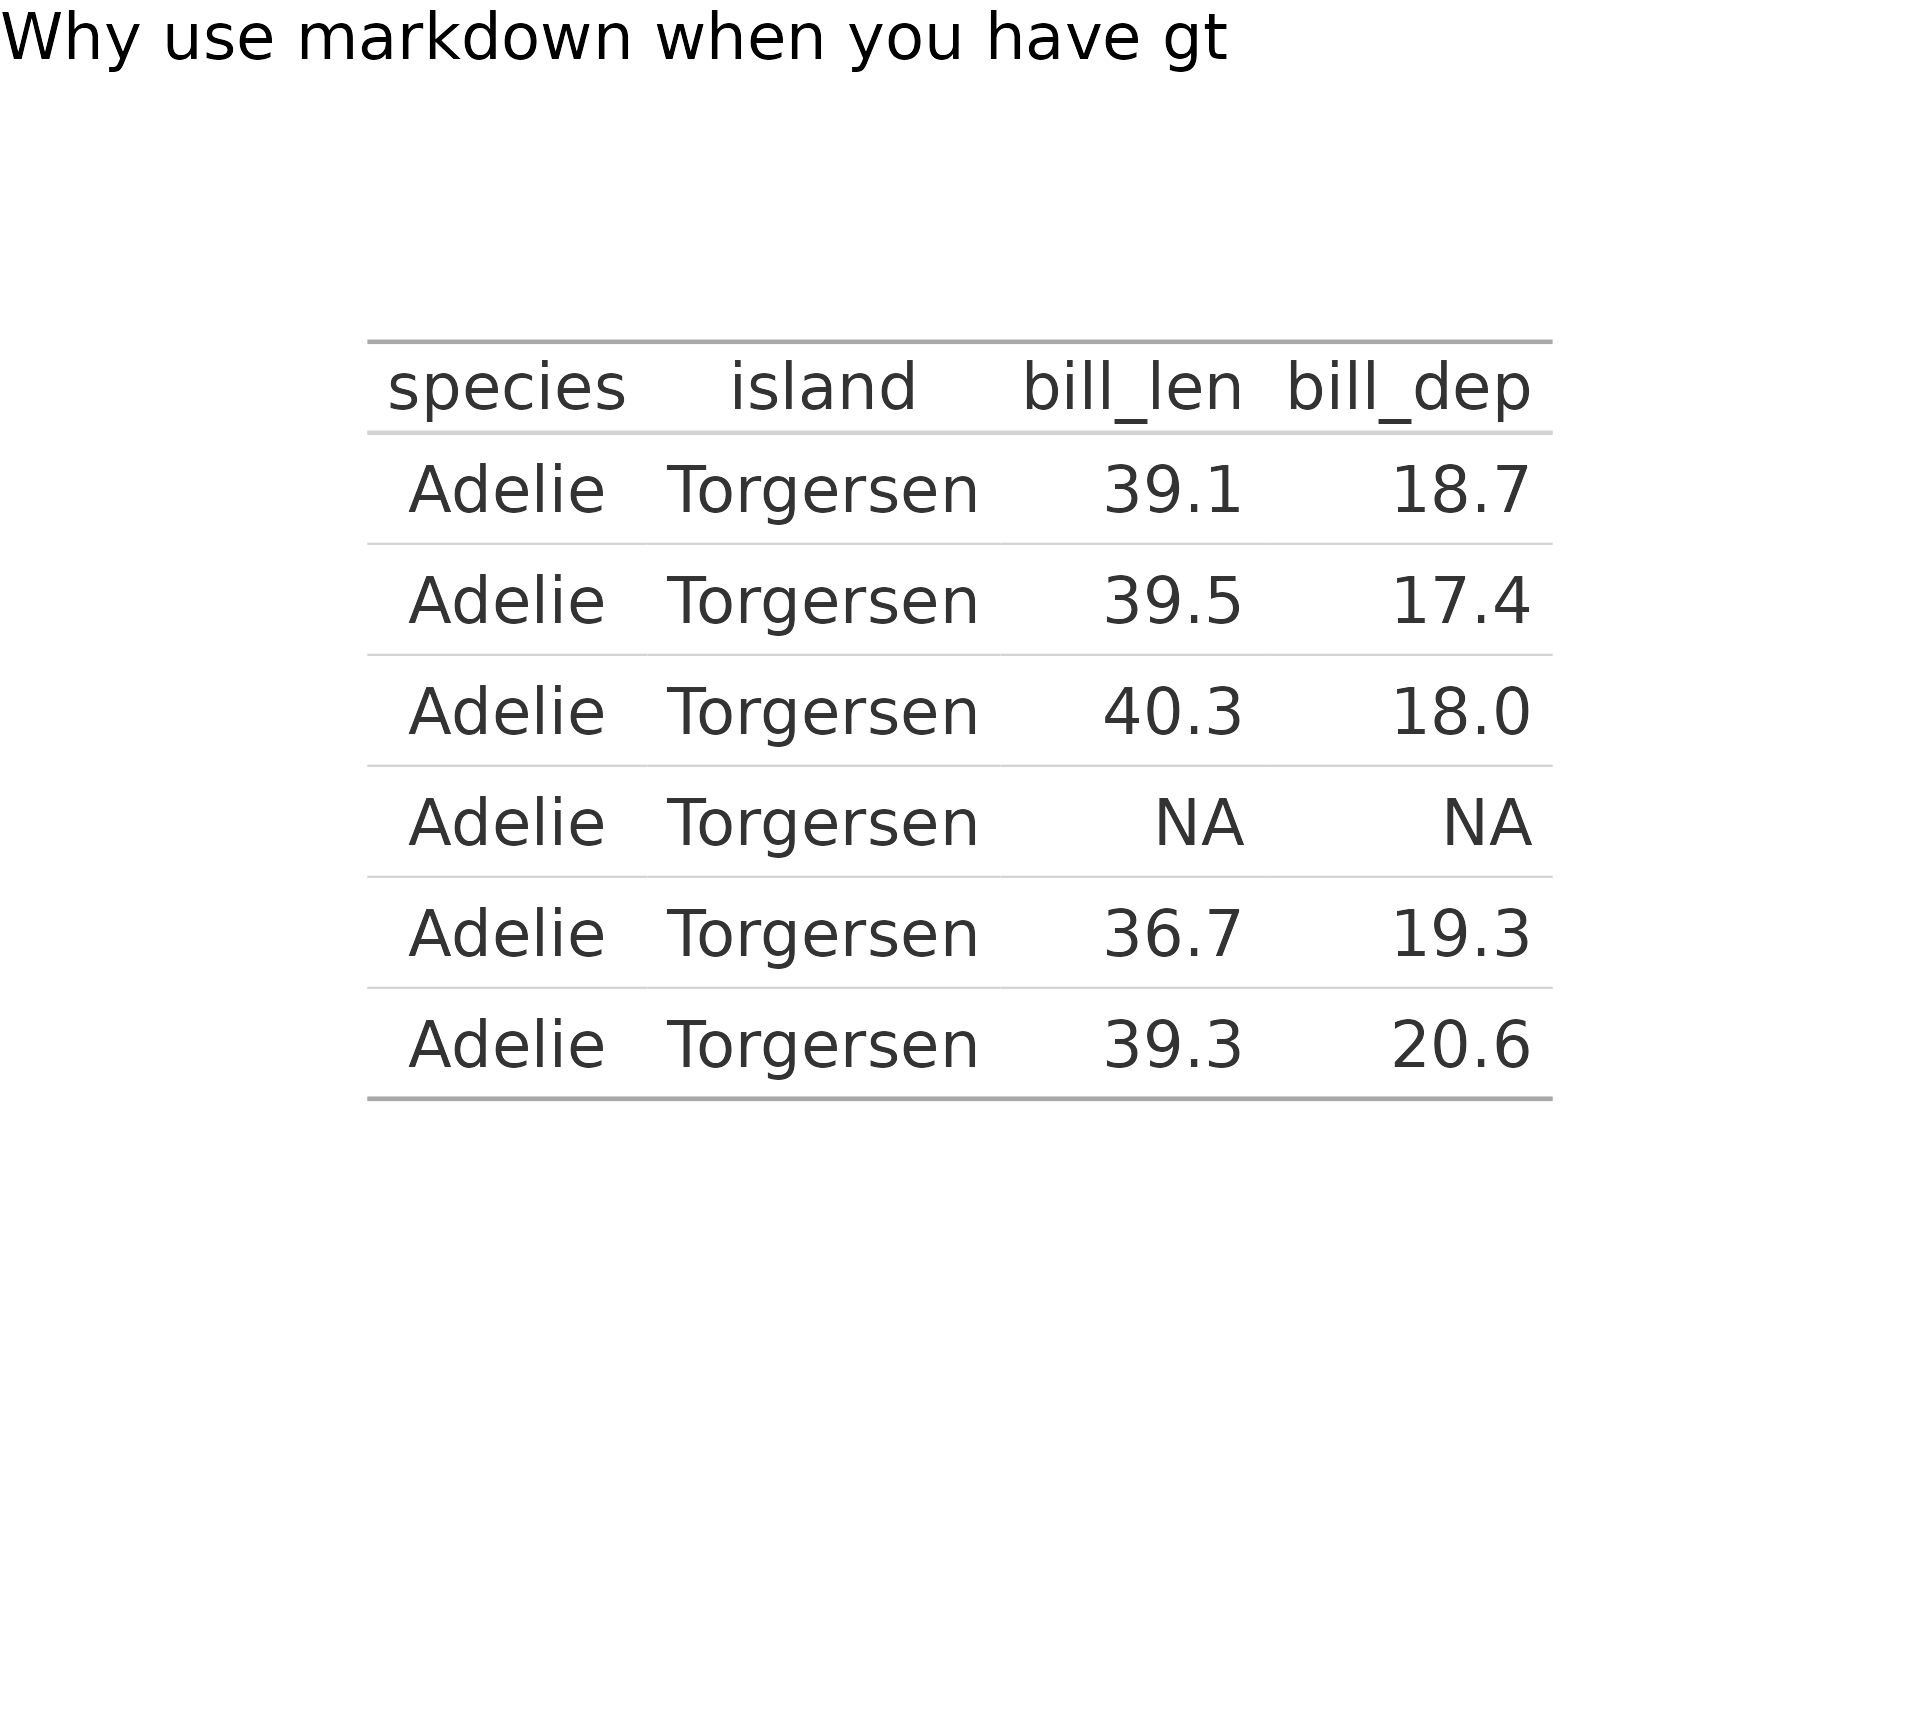 Why use markdown when you have gt
species island bill_len bill_dep
Adelie Torgersen 39.1 18.7
Adelie Torgersen 39.5 17.4
Adelie Torgersen 40.3 18.0
Adelie Torgersen NA NA
Adelie Torgersen 36.7 19.3
Adelie Torgersen 39.3 20.6